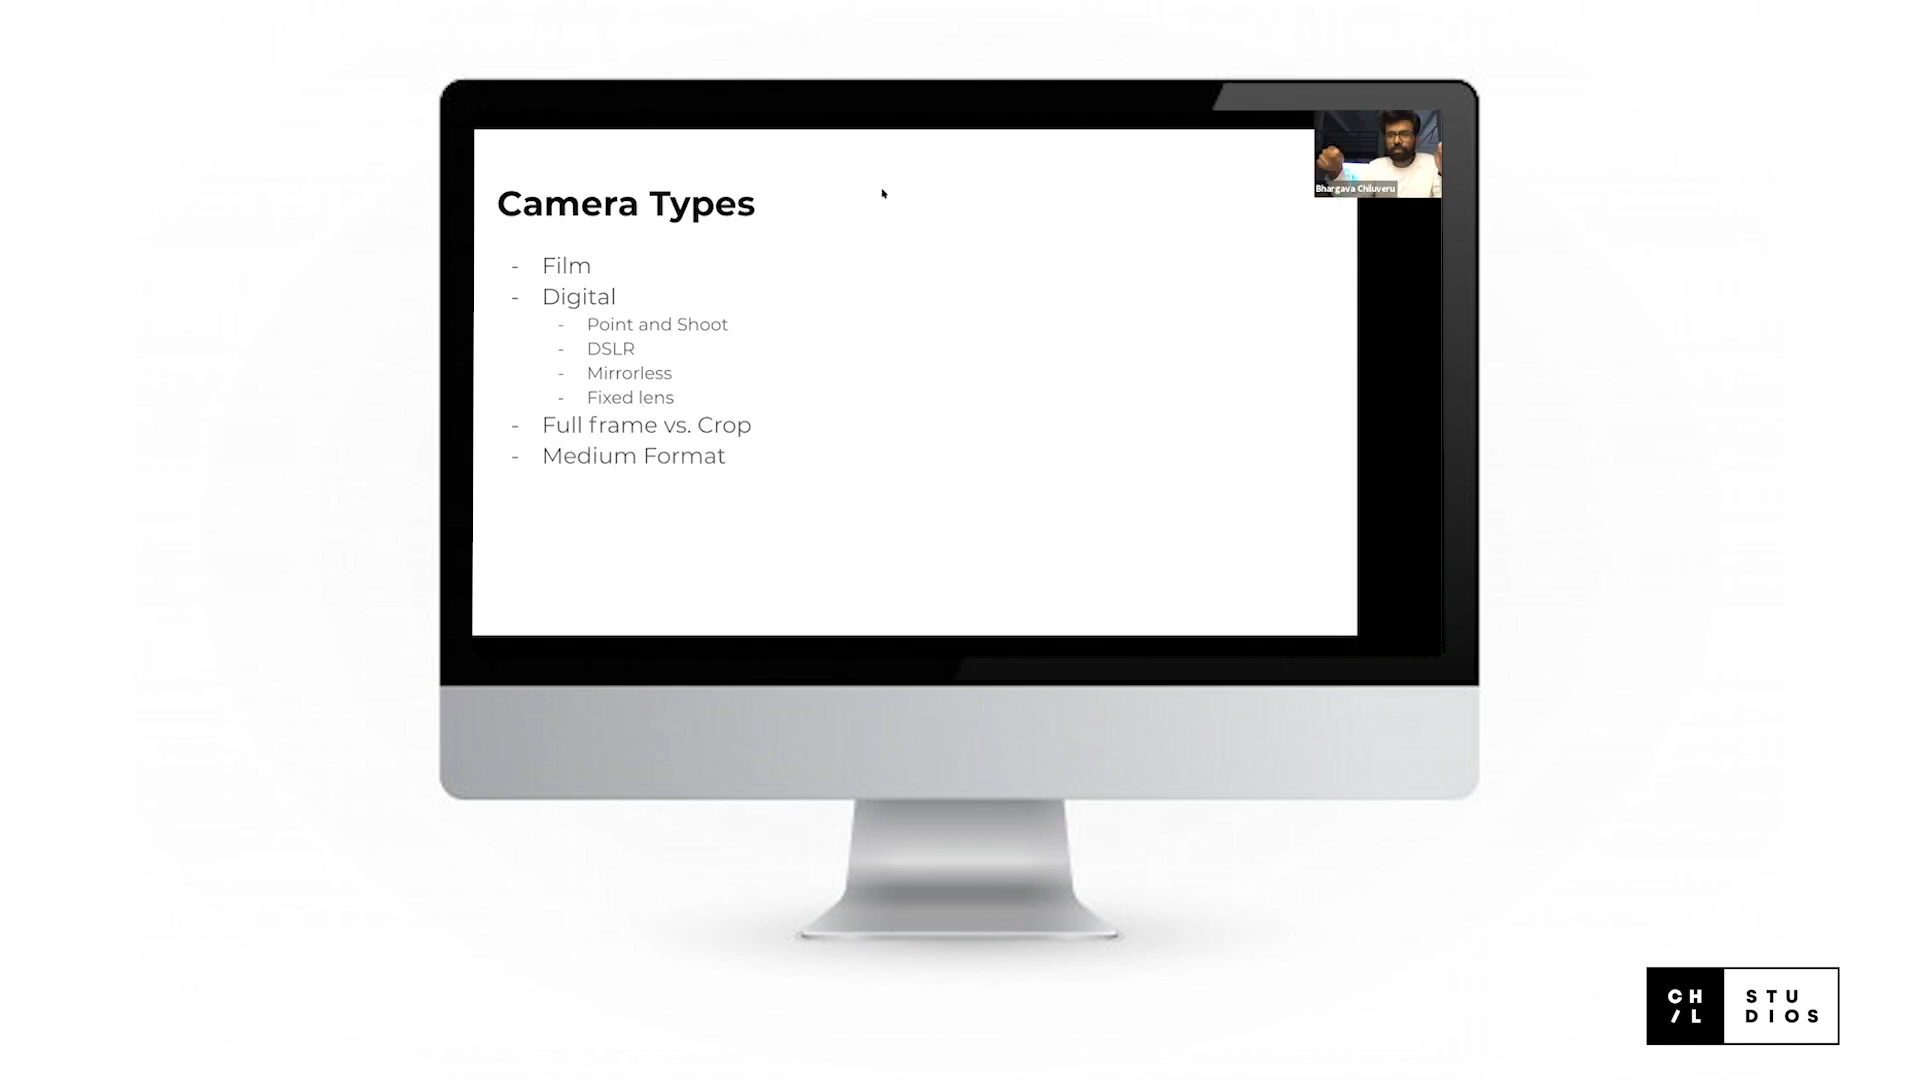 Camera Types
- Film
- Digital
- Point and Shoot
- DSLR
- Mirrorless
- Fixed lens
- Full frame vs. Crop
- Medium Format
Bhargava Chiluveru
CH
/L
STU
DIOS